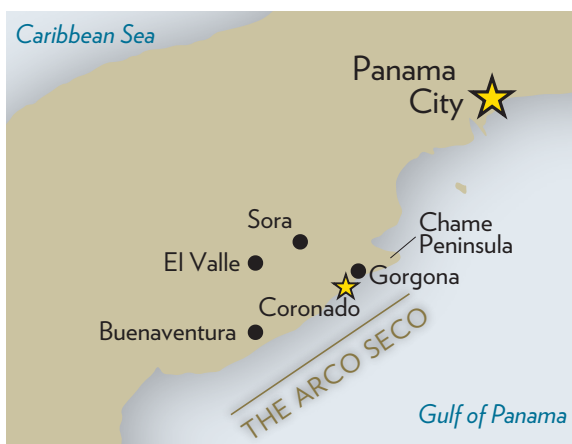 Caribbean Sea
Panama
City
Sora
Chame
Peninsula
El Valle
Gorgona
Coronado
Buenaventura
THE ARCO SECO
Gulf of Panama